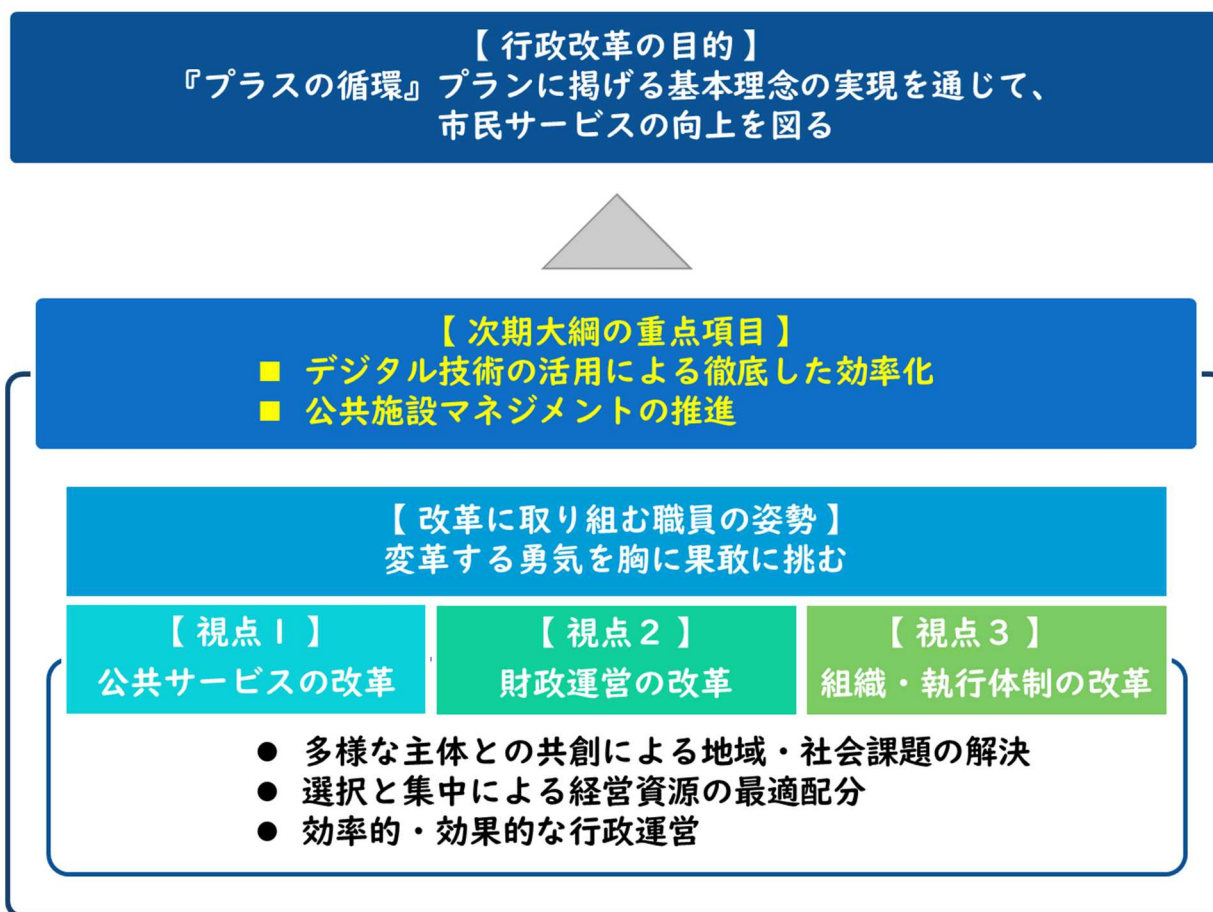 【 行政改革の目的 】
『プラスの循環』プランに掲げる基本理念の実現を通じて、
市民サービスの向上を図る
【 次期大綱の重点項目 】
■ デジタル技術の活用による徹底した効率化
■ 公共施設マネジメントの推進
【 改革に取り組む職員の姿勢 】
変革する勇気を胸に果敢に挑む
【 視点1 】
公共サービスの改革
【 視点2 】
財政運営の改革
【 視点3 】
組織・執行体制の改革
● 多様な主体との共創による地域・社会課題の解決
● 選択と集中による経営資源の最適配分
● 効率的・効果的な行政運営